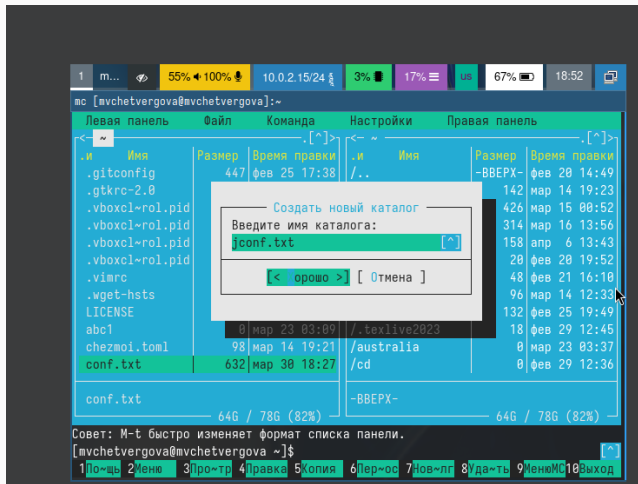 1 m... 55% 100% 10.0.2.15/24 3% 17% us 67% 18:52
mc [mvchetvergova@mvchetvergova]:~
Левая панель Файл Команда Настройки Правая панель
<- ~ .[^]> <- ~ .[^]>
.и Имя Размер Время правки .и Имя Размер Время правки
.gitconfig 447 фев 25 17:38 /.. -ВВЕРХ- фев 20 14:49
.gtkrc-2.0 142 мар 14 19:23
.vboxcl~rol.pid 426 мар 15 00:52
.vboxcl~rol.pid 314 мар 16 13:56
.vboxcl~rol.pid 158 апр 6 13:43
.vboxcl~rol.pid 20 фев 20 19:52
.vimrc 48 фев 21 16:10
.wget-hsts 96 мар 14 12:33
LICENSE 132 фев 25 19:49
abc1 0 мар 23 03:09 /.texlive2023 18 фев 29 12:45
chezmoi.toml 98 мар 14 19:21 /australia 0 мар 23 03:37
conf.txt 632 мар 30 18:27 /cd 0 фев 29 12:36
Создать новый каталог
Введите имя каталога:
jconf.txt [^]
[< орошо >] [ Отмена ]
conf.txt -ВВЕРХ-
64G / 78G (82%) 64G / 78G (82%)
Совет: M-t быстро изменяет формат списка панели.
[mvchetvergova@mvchetvergova ~]$ [^]
1По~щь 2Меню 3Про~тр 4Правка 5Копия 6Пер~ос 7Нов~лг 8Уда~ть 9МенюMC 10Выход